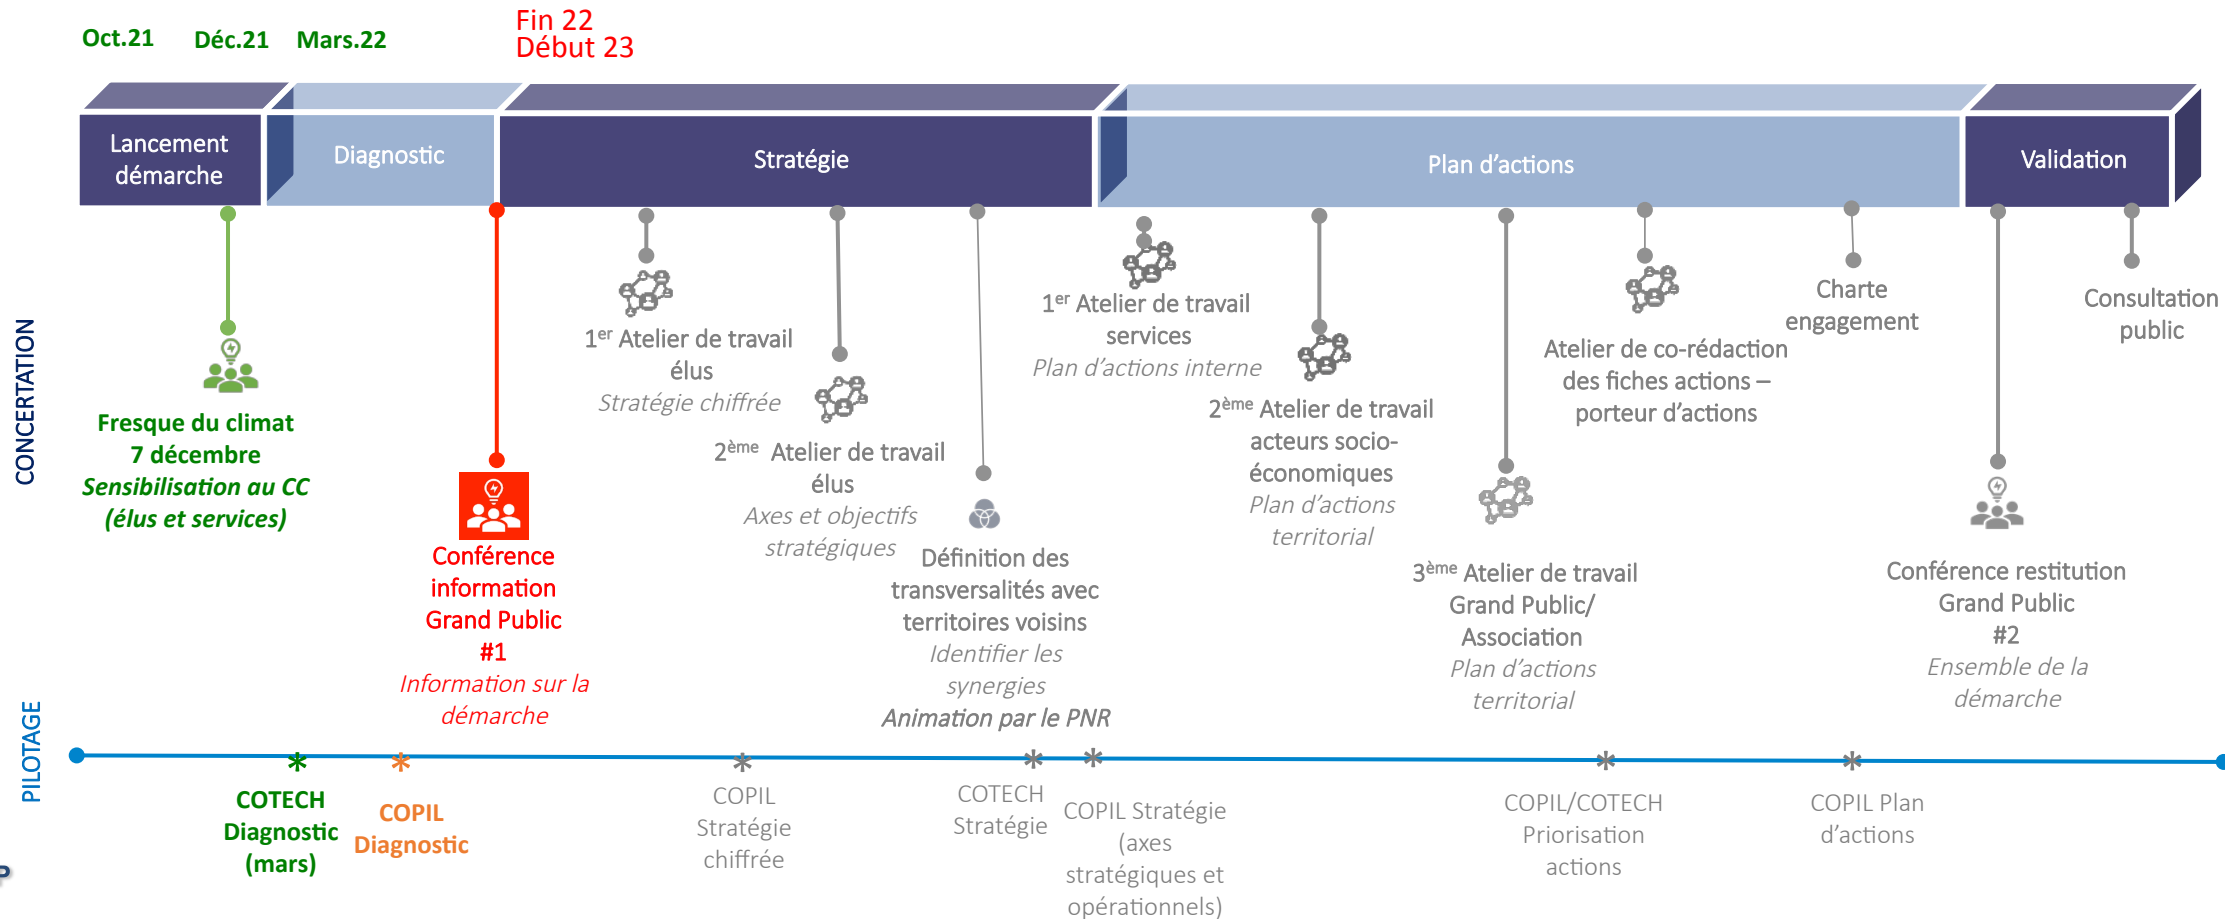 Oct.21
Déc.21
Mars.22
Fin 22
Début 23
Lancement
démarche
Diagnostic
Stratégie
Plan d’actions
Validation
CONCERTATION
Fresque du climat
7 décembre
Sensibilisation au CC
(élus et services)
Conférence
information
Grand Public
#1
Information sur la
démarche
1er Atelier de travail
élus
Stratégie chiffrée
2ème Atelier de travail
élus
Axes et objectifs
stratégiques
Définition des
transversalités avec
territoires voisins
Identifier les
synergies
Animation par le PNR
1er Atelier de travail
services
Plan d’actions interne
2ème Atelier de travail
acteurs socio-
économiques
Plan d’actions
territorial
3ème Atelier de travail
Grand Public/
Association
Plan d’actions
territorial
Atelier de co-rédaction
des fiches actions –
porteur d’actions
Charte
engagement
Conférence restitution
Grand Public
#2
Ensemble de la
démarche
Consultation
public
PILOTAGE
COTECH
Diagnostic
(mars)
COPIL
Diagnostic
COPIL
Stratégie
chiffrée
COTECH
Stratégie
COPIL Stratégie
(axes
stratégiques et
opérationnels)
COPIL/COTECH
Priorisation
actions
COPIL Plan
d’actions